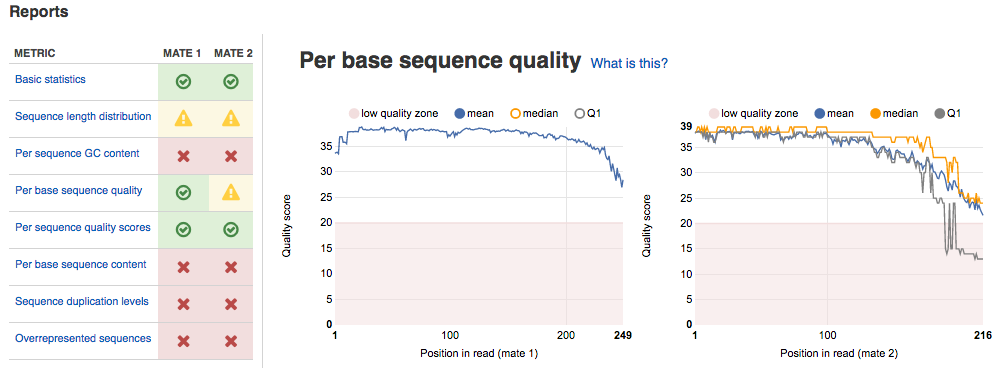 Reports
METRIC MATE 1 MATE 2
Basic statistics
Sequence length distribution
Per sequence GC content
Per base sequence quality
Per sequence quality scores
Per base sequence content
Sequence duplication levels
Overrepresented sequences
Per base sequence quality What is this?
low quality zone mean median Q1
35
30
25
20
15
10
5
0
Quality score
1 100 200 249
Position in read (mate 1)
low quality zone mean median Q1
39
35
30
25
20
15
10
5
0
Quality score
1 100 216
Position in read (mate 2)